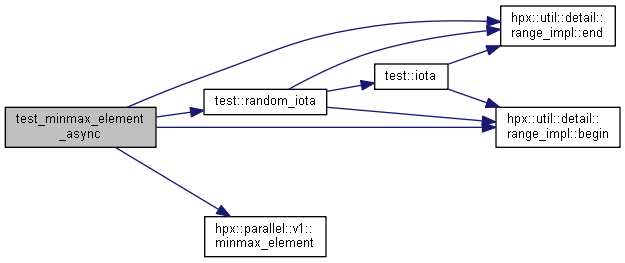 test_minmax_element
_async
test::random_iota
test::iota
hpx::util::detail::
range_impl::end
hpx::util::detail::
range_impl::begin
hpx::parallel::v1::
minmax_element